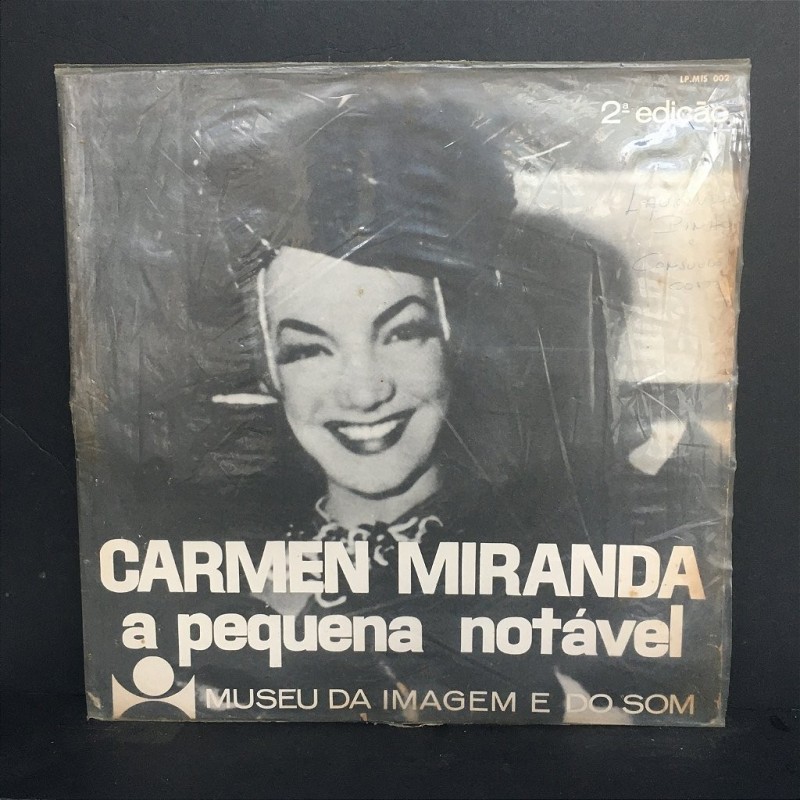 LP.MIS 002
2ª edição
CARMEN MIRANDA
a pequena notável
MUSEU DA IMAGEM E DO SOM